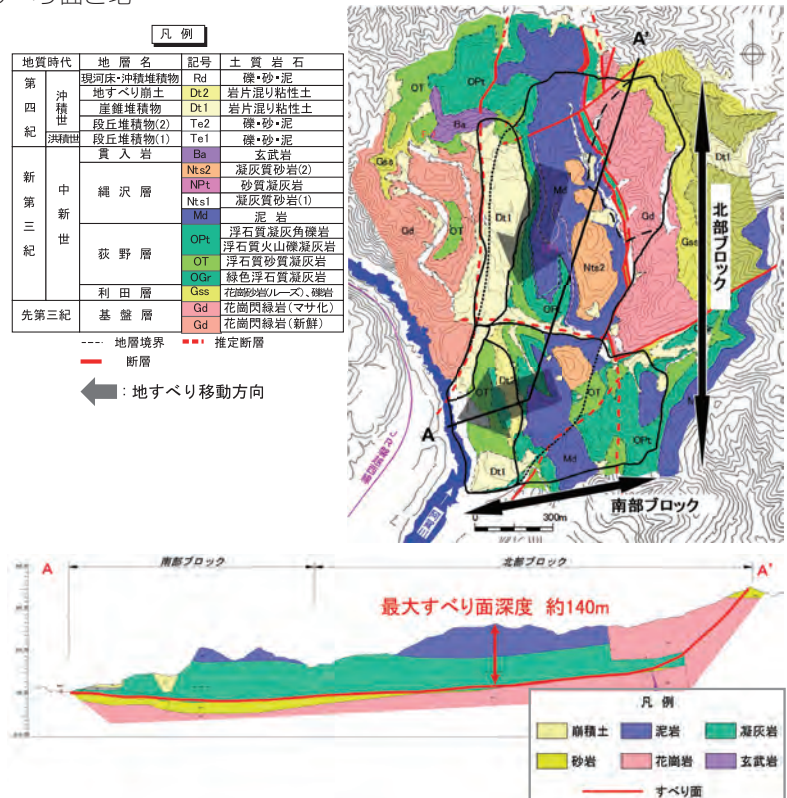 凡 例
地質時代 地 層 名 記号 土 質 岩 石
第四紀 沖積世 現河床・沖積堆積物 Rd 礫・砂・泥
地すべり崩土 Dt2 岩片混り粘性土
崖錐堆積物 Dt1 岩片混り粘性土
段丘堆積物(2) Te2 礫・砂・泥
洪積世 段丘堆積物(1) Te1 礫・砂・泥
新第三紀 中新世 貫 入 岩 Ba 玄武岩
縄 沢 層 Nts2 凝灰質砂岩(2)
NPt 砂質凝灰岩
Nts1 凝灰質砂岩(1)
Md 泥 岩
荻 野 層 OPt 浮石質凝灰角礫岩
浮石質火山礫凝灰岩
OT 浮石質砂質凝灰岩
OGr 緑色浮石質凝灰岩
利 田 層 Gss 花崗砂岩(ルーズ)、礫岩
先第三紀 基 盤 層 Gd 花崗閃緑岩(マサ化)
Gd 花崗閃緑岩(新鮮)
地層境界 推定断層
断層
:地すべり移動方向
A'
OT
OPt
Ba
Gss
Dt1
Md
Gd
Dt1
Gss
北部ブロック
Gd
OT
Nts2
OT
OT
A
OPt
Dt1
Md
南部ブロック
0 300m
A 南部ブロック 北部ブロック A'
最大すべり面深度 約140m
凡 例
崩積土 泥岩 凝灰岩
砂岩 花崗岩 玄武岩
すべり面